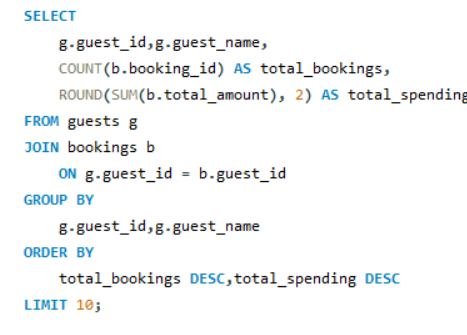 SELECT
g.guest_id,g.guest_name,
COUNT(b.booking_id) AS total_bookings,
ROUND(SUM(b.total_amount), 2) AS total_spending
FROM guests g
JOIN bookings b
ON g.guest_id = b.guest_id
GROUP BY
g.guest_id,g.guest_name
ORDER BY
total_bookings DESC,total_spending DESC
LIMIT 10;